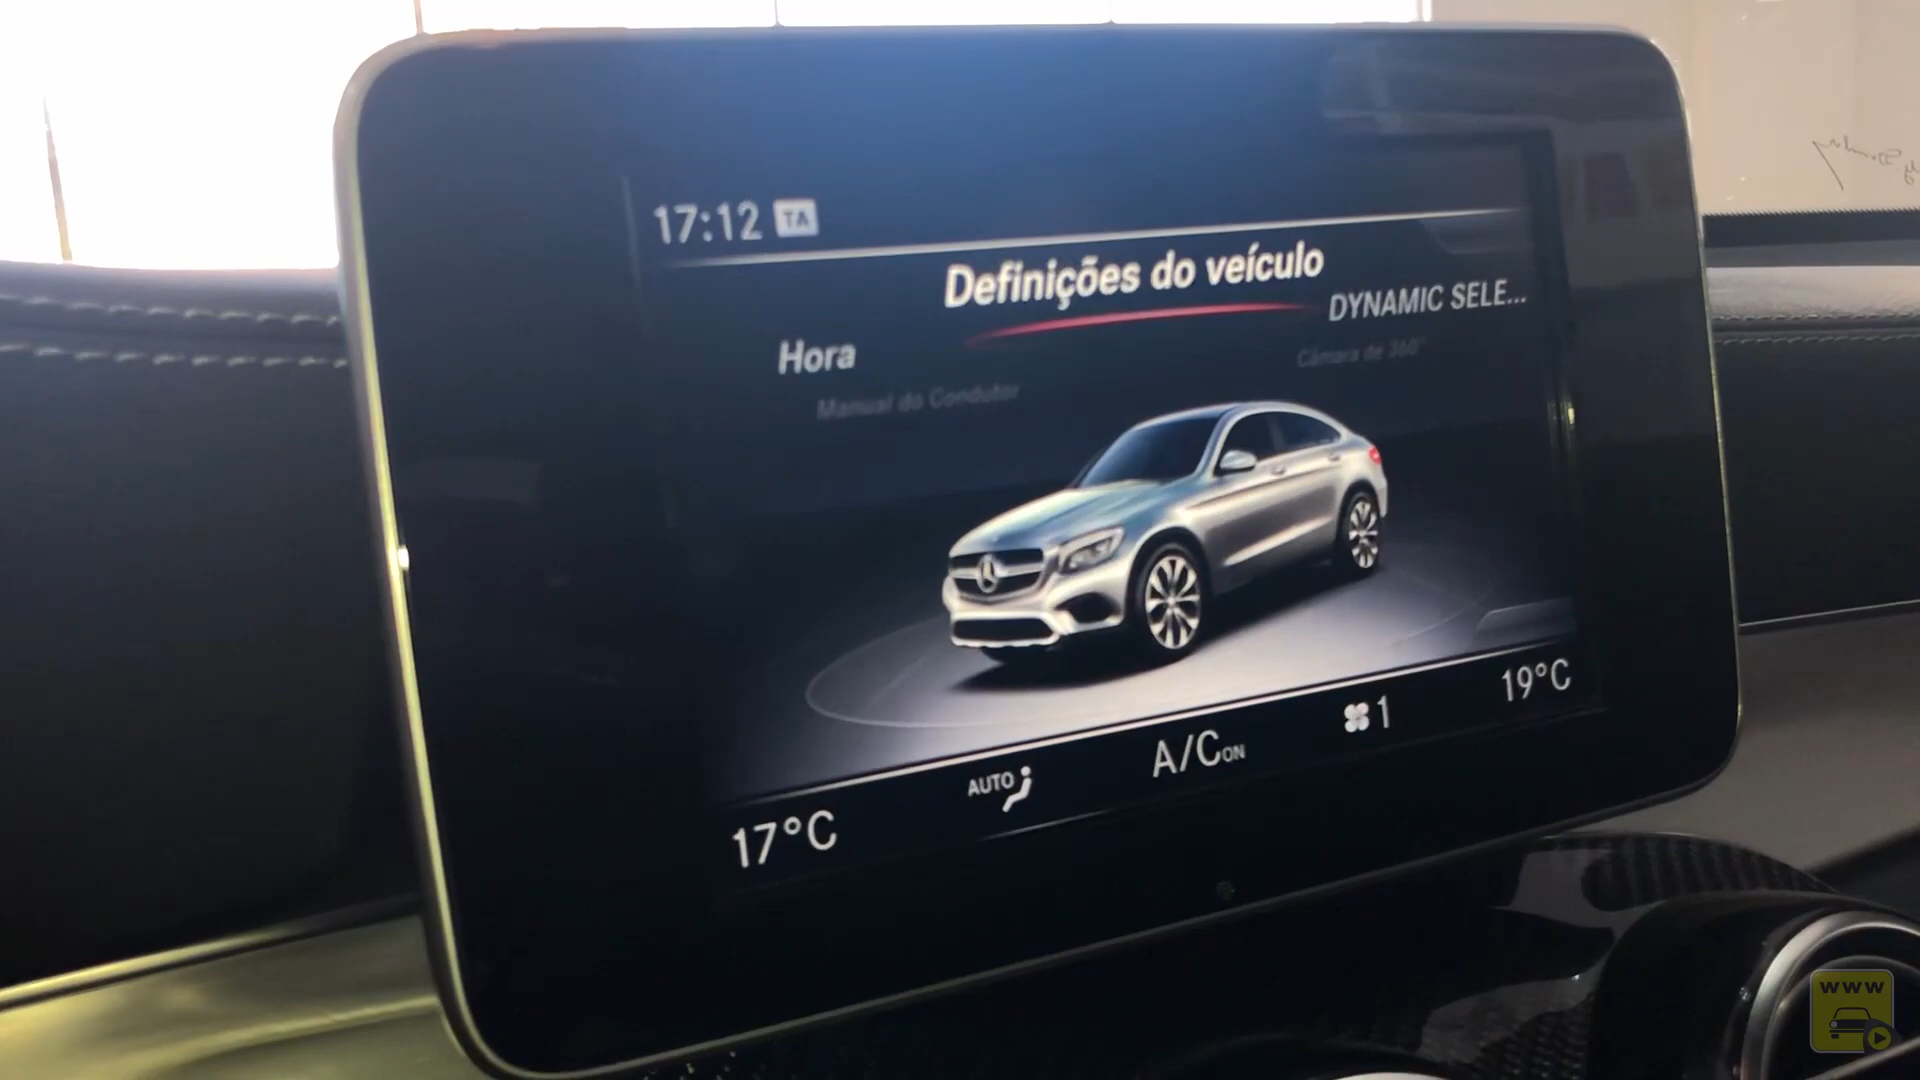 17:12 TA
Definições do veículo
DYNAMIC SELE...
Hora
Câmara de 360°
Manual do Condutor
17°C
AUTO
A/C ON
1
19°C
WWW